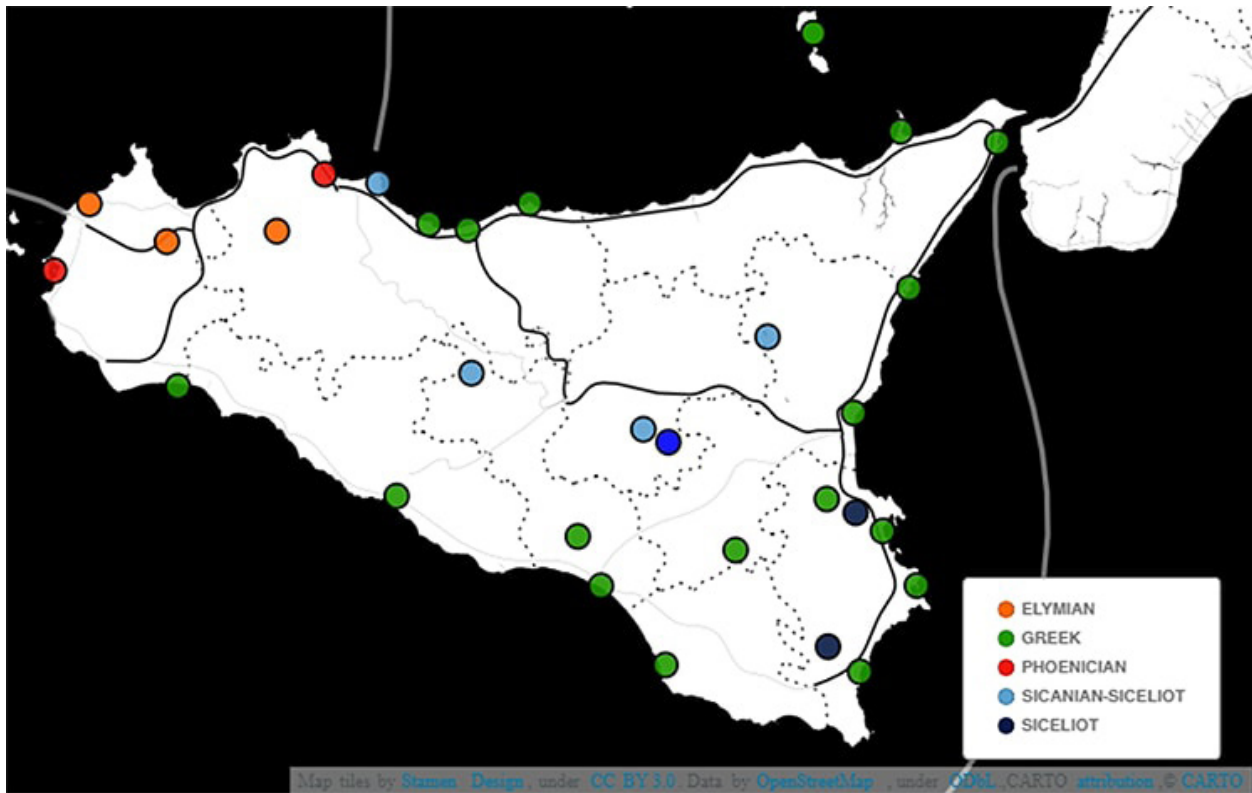 ELYMIAN
GREEK
PHOENICIAN
SICANIAN-SICELIOT
SICELIOT
Map tiles by Stamen Design, under CC BY 3.0. Data by OpenStreetMap , under ODbL.,CARTO attribution ,© CARTO